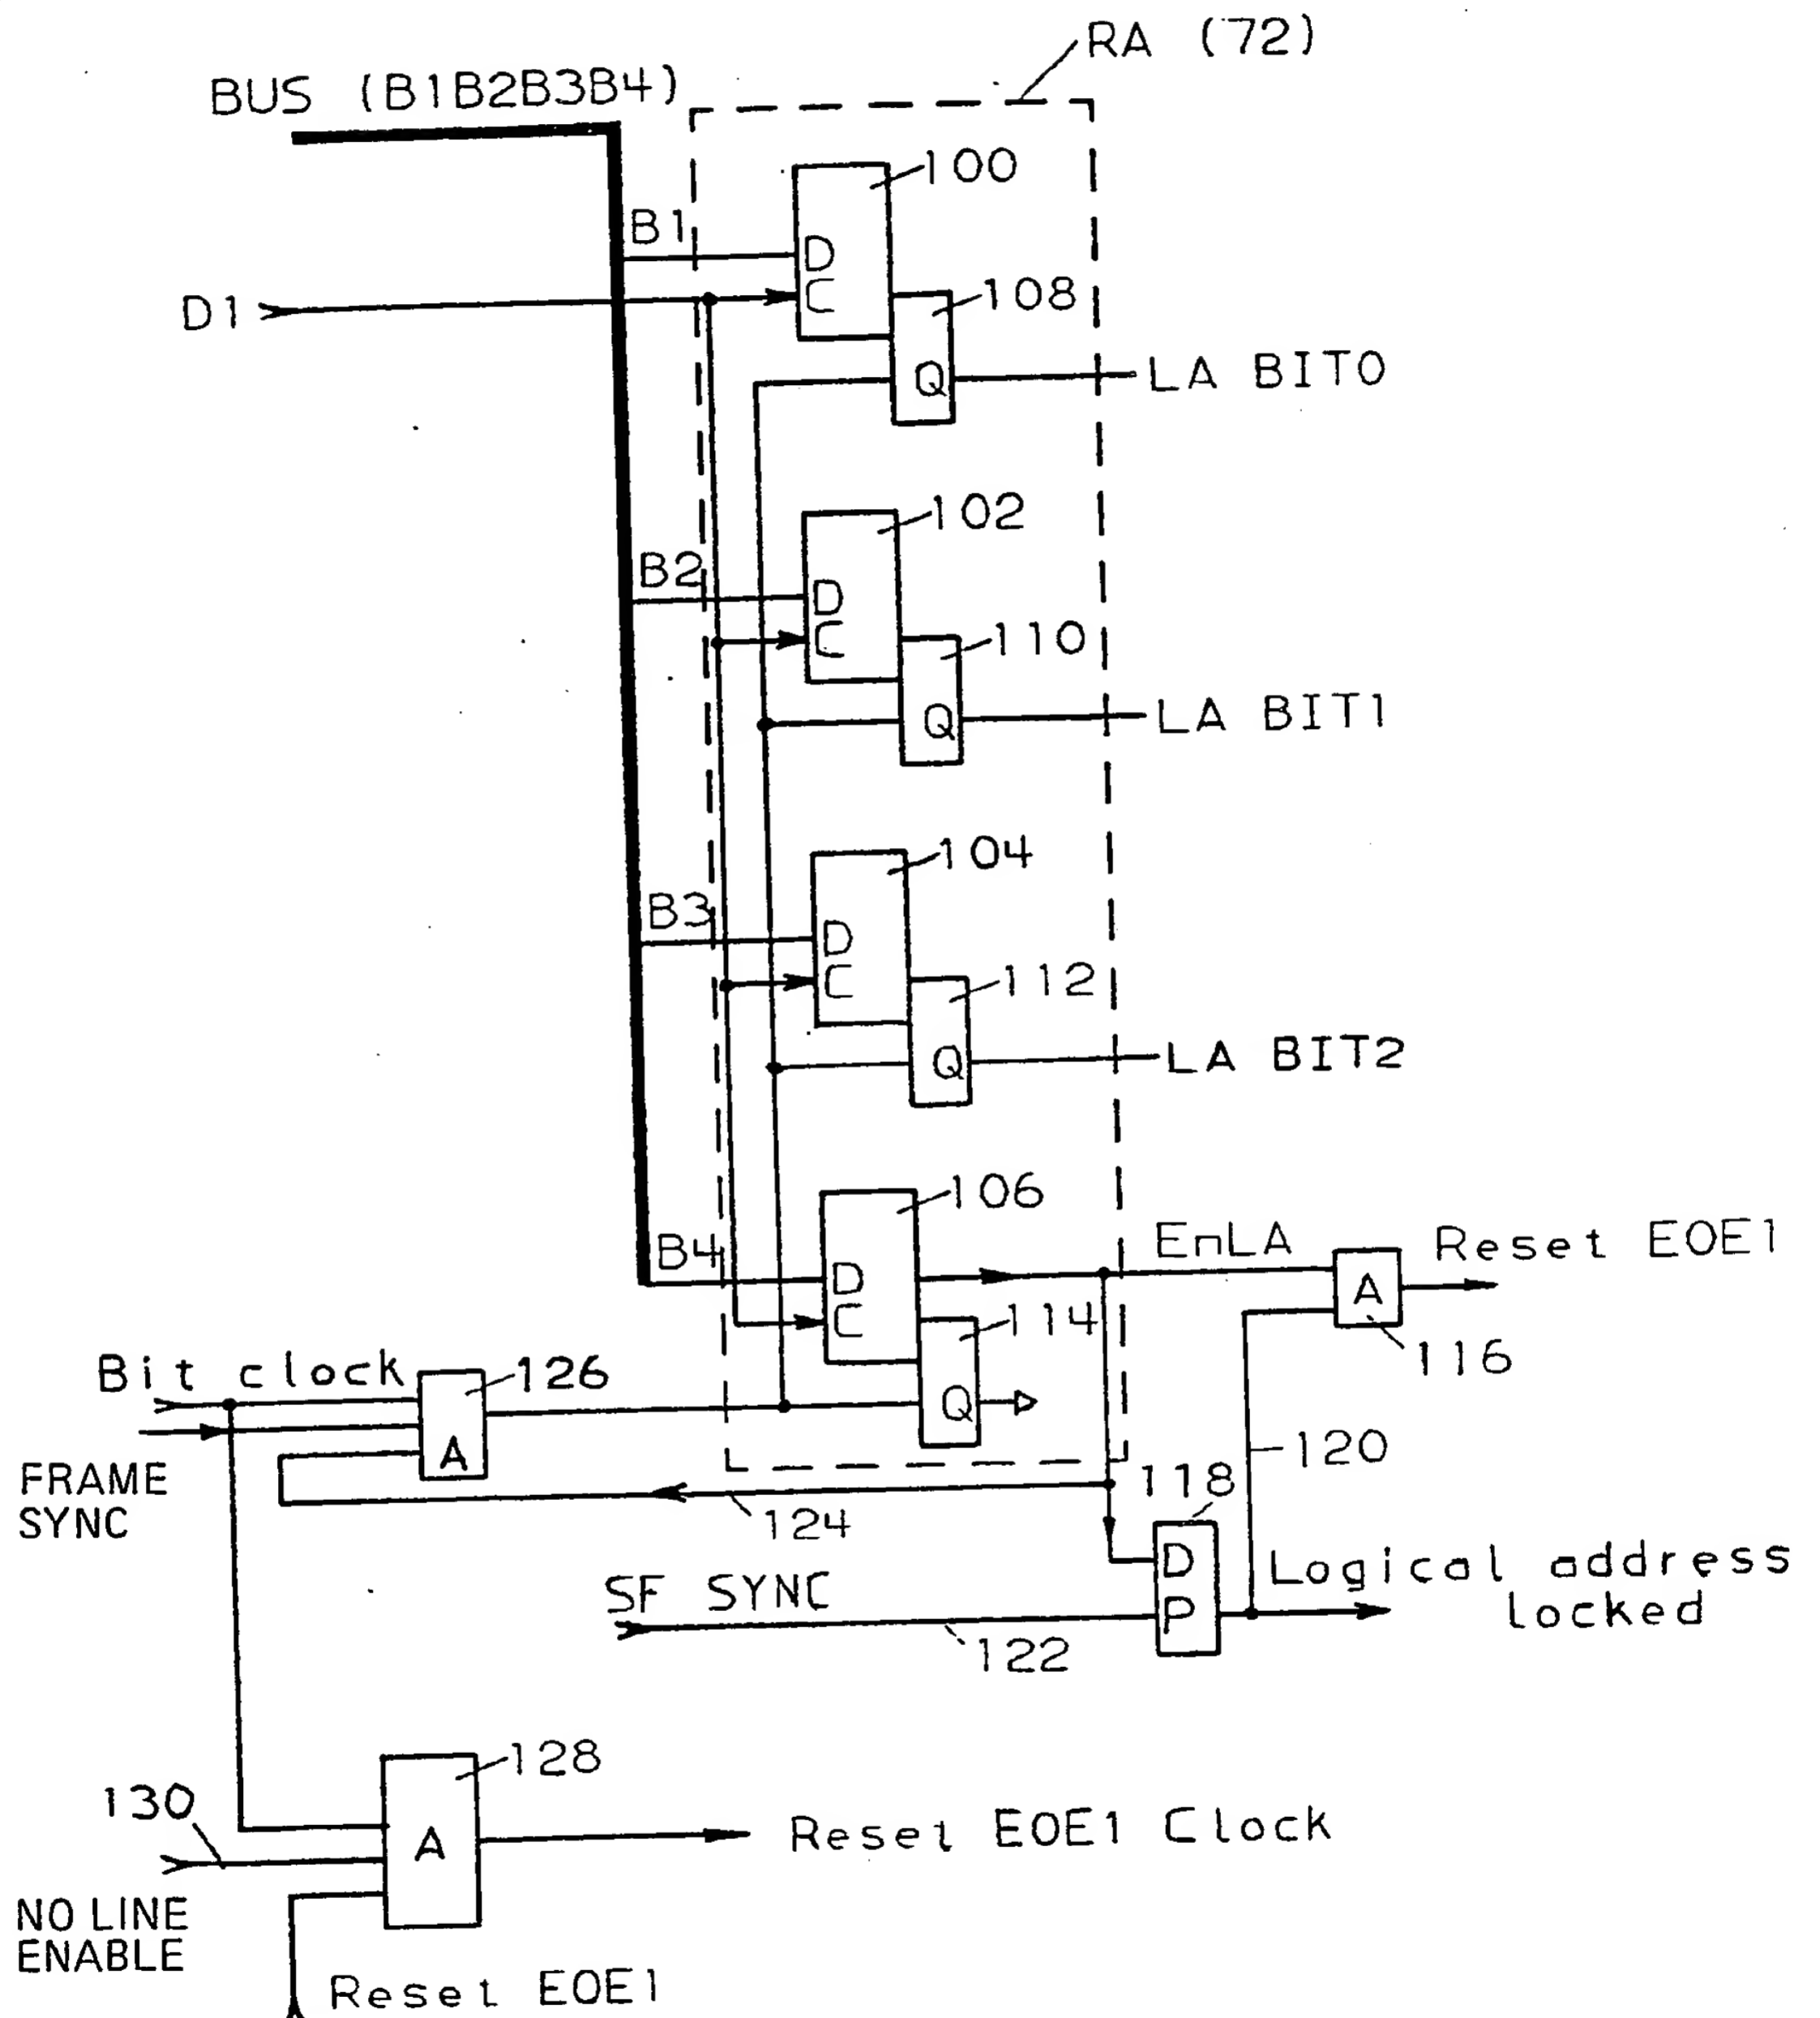 RA (72)
BUS (B1B2B3B4)
100
B1
D
C
D1
108
Q
LA BIT0
102
B2
D
C
110
Q
LA BIT1
104
B3
D
C
112
Q
LA BIT2
106
B4
D
C
EnLA
A
Reset EOE1
114
116
Bit clock
126
Q
A
120
FRAME
SYNC
118
124
D
P
Logical address
locked
SF SYNC
122
128
130
A
Reset EOE1 Clock
NO LINE
ENABLE
Reset EOE1